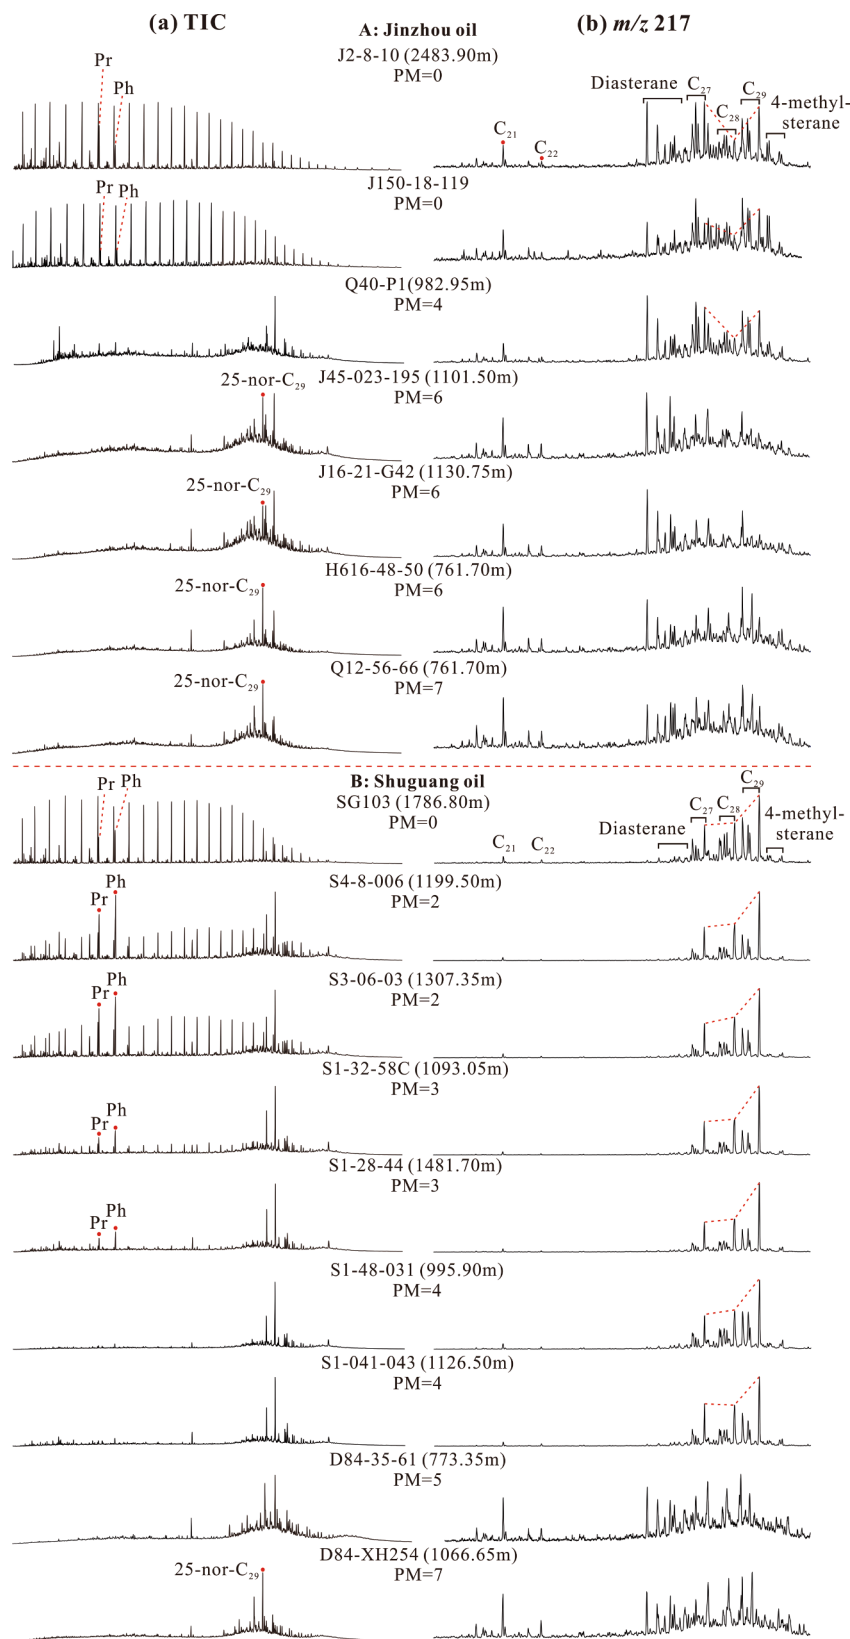 (a) TIC
(b) m/z 217
A: Jinzhou oil
J2-8-10 (2483.90m)
PM=0
Pr
Ph
Diasterane
C27
C28
C29
4-methyl-
sterane
C21
C22
J150-18-119
PM=0
Pr
Ph
Q40-P1(982.95m)
PM=4
J45-023-195 (1101.50m)
PM=6
25-nor-C29
J16-21-G42 (1130.75m)
PM=6
25-nor-C29
H616-48-50 (761.70m)
PM=6
25-nor-C29
Q12-56-66 (761.70m)
PM=7
25-nor-C29
B: Shuguang oil
SG103 (1786.80m)
PM=0
Pr
Ph
C21
C22
Diasterane
C27
C28
C29
4-methyl-
sterane
S4-8-006 (1199.50m)
PM=2
Ph
Pr
S3-06-03 (1307.35m)
PM=2
Ph
Pr
S1-32-58C (1093.05m)
PM=3
Ph
Pr
S1-28-44 (1481.70m)
PM=3
Ph
Pr
S1-48-031 (995.90m)
PM=4
S1-041-043 (1126.50m)
PM=4
D84-35-61 (773.35m)
PM=5
D84-XH254 (1066.65m)
PM=7
25-nor-C29